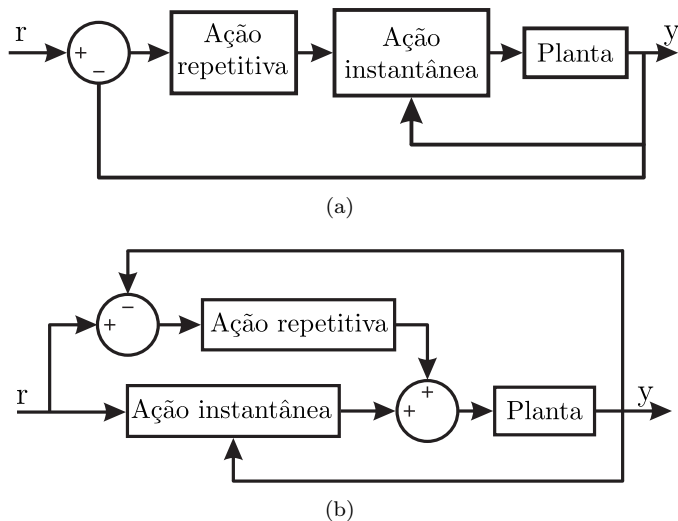 r
+
−
Ação
repetitiva
Ação
instantânea
Planta
y
(a)
−
+
Ação repetitiva
+
r
Ação instantânea
+
Planta
y
(b)